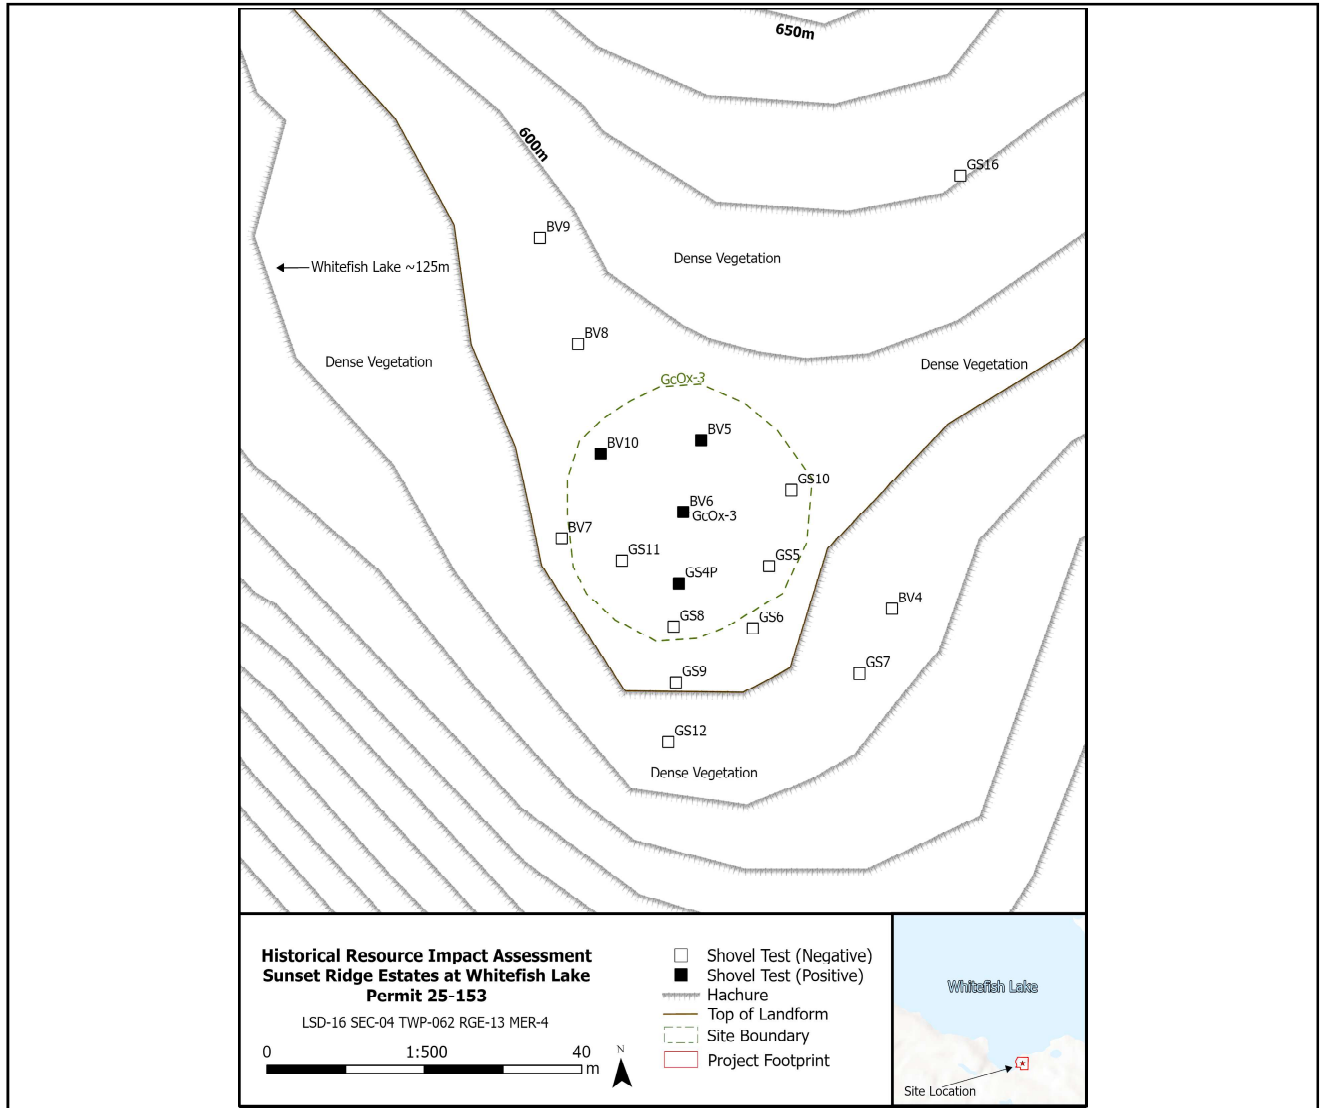 650m
600m
GS16
BV9
Dense Vegetation
Whitefish Lake ~125m
BV8
Dense Vegetation
Dense Vegetation
GcOx-3
BV5
BV10
GS10
BV6
GcOx-3
BV7
GS11
GS5
GS4P
BV4
GS8
GS6
GS7
GS9
GS12
Dense Vegetation
Historical Resource Impact Assessment
Sunset Ridge Estates at Whitefish Lake
Permit 25-153
LSD-16 SEC-04 TWP-062 RGE-13 MER-4
0 1:500 40
m
N
Shovel Test (Negative)
Shovel Test (Positive)
Hachure
Top of Landform
Site Boundary
Project Footprint
Whitefish Lake
Site Location